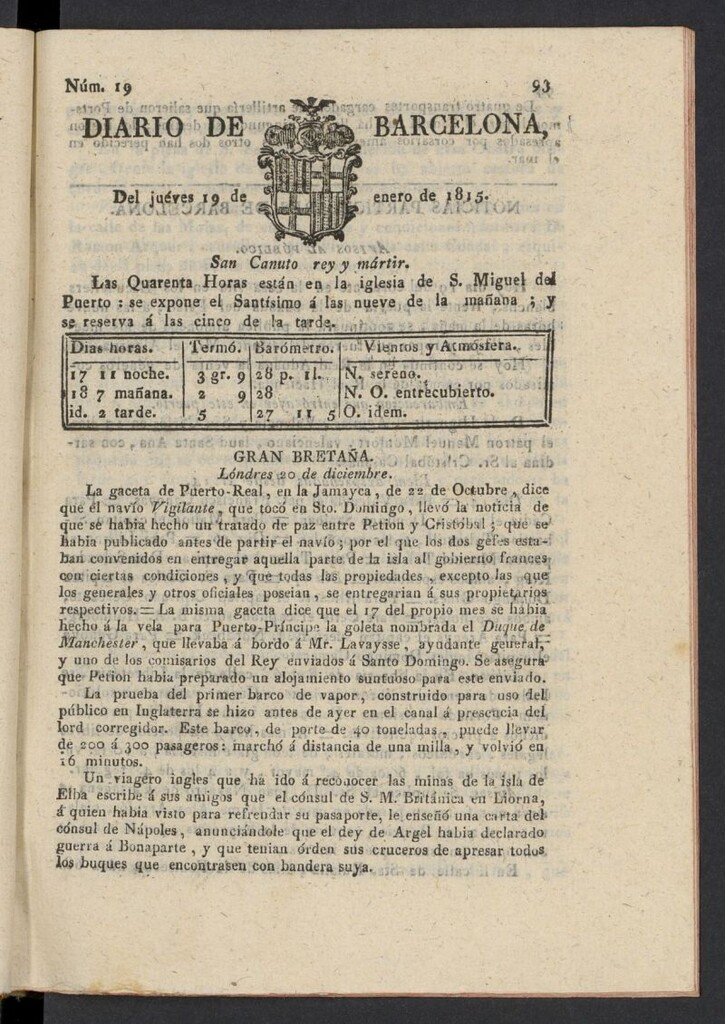 Núm. 19 93
DIARIO DE BARCELONA,
Del juéves 19 de enero de 1815.
San Canuto rey y mártir.
Las Quarenta Horas están en la iglesia de S. Miguel del
Puerto : se expone el Santísimo á las nueve de la mañana ; y
se reserva á las cinco de la tarde.
Dias horas. Termó. Barómetro. Vientos y Atmósfera.
17 11 noche. 3 gr. 9 28 p. 1l. N. sereno.
18 7 mañana. 2 9 28 N. O. entrecubierto.
id. 2 tarde. 5 27 11 5 O. idem.
GRAN BRETAÑA.
Lóndres 20 de diciembre.
La gaceta de Puerto-Real, en la Jamayca, de 22 de Octubre, dice
que el navío Vigilante, que tocó en Sto. Domingo, llevó la noticia de
que se habia hecho un tratado de paz entre Petion y Cristóbal ; que se
habia publicado antes de partir el navío ; por el que los dos gefes esta-
ban convenidos en entregar aquella parte de la isla al gobierno frances
con ciertas condiciones, y que todas las propiedades, excepto las que
los generales y otros oficiales poseian, se entregarian á sus propietarios
respectivos. = La misma gaceta dice que el 17 del propio mes se habia
hecho á la vela para Puerto-Príncipe la goleta nombrada el Duque de
Manchester, que llevaba á bordo á Mr. Lavaysse, ayudante general,
y uno de los comisarios del Rey enviados á Santo Domingo. Se asegura
que Petion habia preparado un alojamiento suntuoso para este enviado.
La prueba del primer barco de vapor, construido para uso del
público en Inglaterra se hizo antes de ayer en el canal á presencia del
lord corregidor. Este barco, de porte de 40 toneladas, puede llevar
de 200 á 300 pasageros : marchó á distancia de una milla, y volvió en
16 minutos.
Un viagero ingles que ha ido á reconocer las minas de la isla de
Elba escribe á sus amigos que el cónsul de S. M. Británica en Liorna,
á quien habia visto para refrendar su pasaporte, le enseñó una carta del
cónsul de Nápoles, anunciándole que el dey de Argel habia declarado
guerra á Bonaparte, y que tenian órden sus cruceros de apresar todos
los buques que encontrasen con bandera suya.